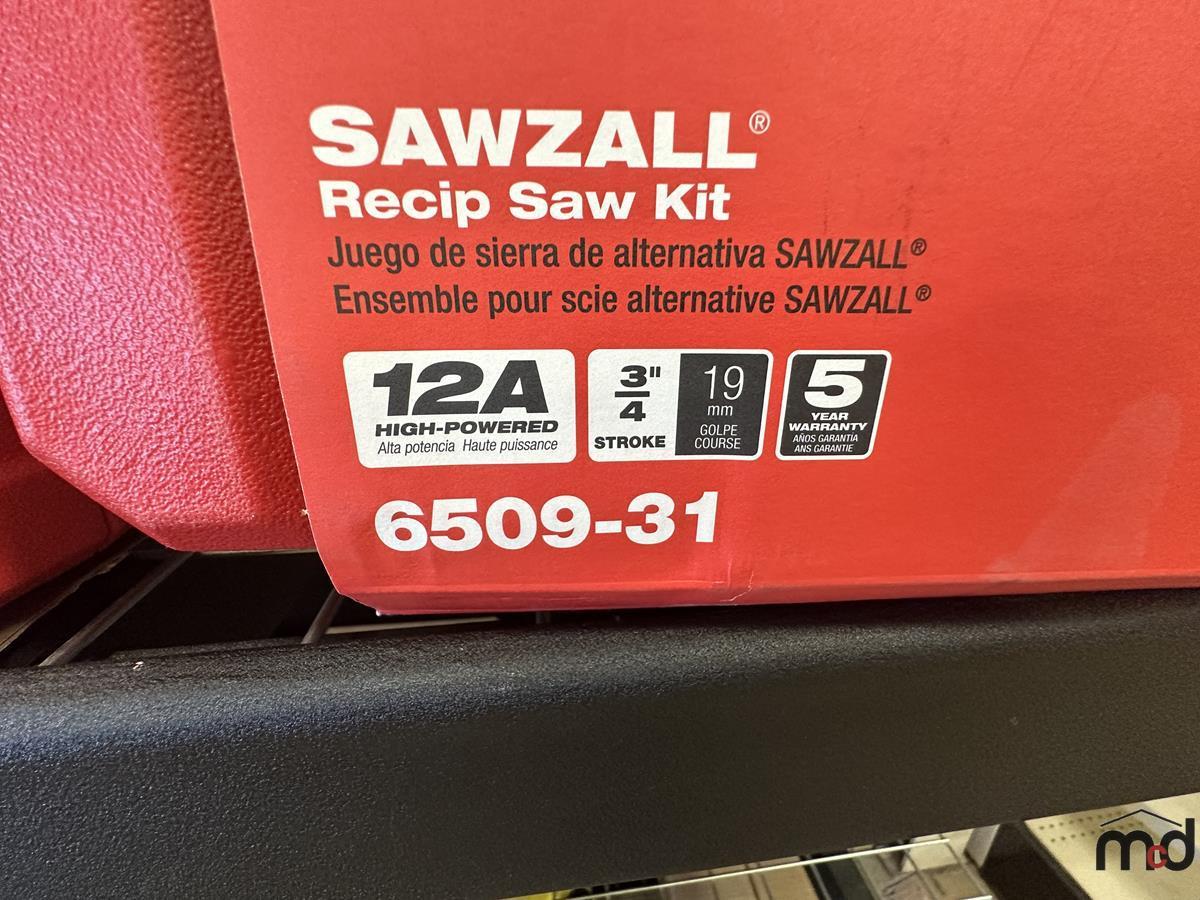 SAWZALL®
Recip Saw Kit
Juego de sierra de alternativa SAWZALL®
Ensemble pour scie alternative SAWZALL®
12A
HIGH-POWERED
Alta potencia Haute puissance
3/4"
STROKE
19
mm
GOLPE
COURSE
5
YEAR
WARRANTY
AÑOS GARANTÍA
ANS GARANTIE
6509-31
mcd